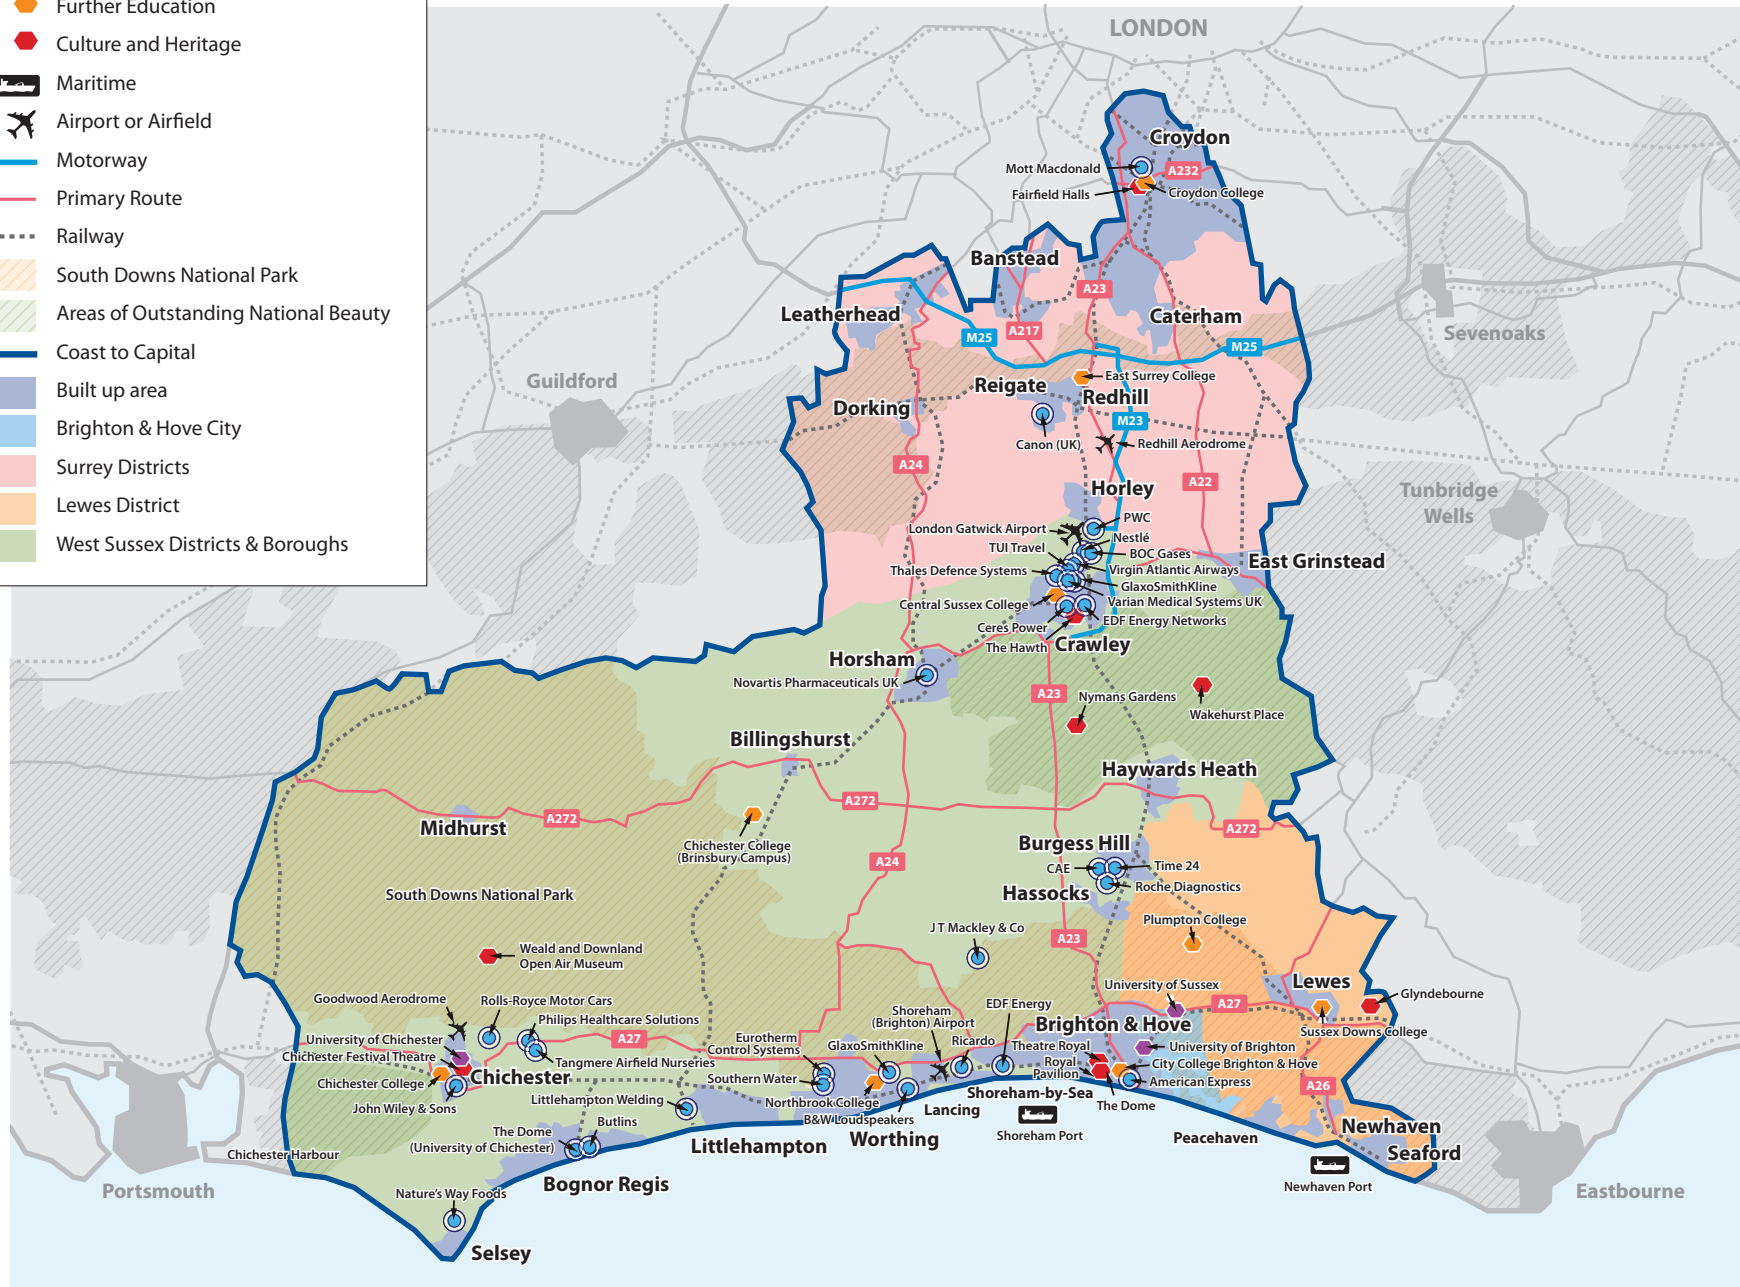 Further Education
Culture and Heritage
Maritime
Airport or Airfield
Motorway
Primary Route
Railway
South Downs National Park
Areas of Outstanding National Beauty
Coast to Capital
Built up area
Brighton & Hove City
Surrey Districts
Lewes District
West Sussex Districts & Boroughs
LONDON
Croydon
Mott Macdonald
A232
Fairfield Halls
Croydon College
Banstead
A23
Leatherhead
Caterham
A217
M25
M25
Sevenoaks
Guildford
Reigate
East Surrey College
Redhill
Dorking
M23
Canon (UK)
Redhill Aerodrome
A24
A22
Horley
Tunbridge
Wells
PWC
London Gatwick Airport
Nestlé
TUI Travel
BOC Gases
East Grinstead
Thales Defence Systems
Virgin Atlantic Airways
GlaxoSmithKline
Central Sussex College
Varian Medical Systems UK
Ceres Power
EDF Energy Networks
The Hawth
Crawley
Horsham
Novartis Pharmaceuticals UK
A23
Nymans Gardens
Wakehurst Place
Billingshurst
Haywards Heath
A272
A272
A272
Midhurst
Chichester College
(Brinsbury Campus)
Burgess Hill
A24
CAE
Time 24
Roche Diagnostics
South Downs National Park
Hassocks
Plumpton College
J T Mackley & Co
A23
Weald and Downland
Open Air Museum
Lewes
University of Sussex
Glyndebourne
Goodwood Aerodrome
Rolls-Royce Motor Cars
EDF Energy
A27
Philips Healthcare Solutions
Shoreham
(Brighton) Airport
Brighton & Hove
Sussex Downs College
University of Chichester
A27
Eurotherm
Control Systems
GlaxoSmithKline
Ricardo
Theatre Royal
University of Brighton
Chichester Festival Theatre
Tangmere Airfield Nurseries
Royal
Pavilion
City College Brighton & Hove
Chichester College
Chichester
Southern Water
American Express
A26
John Wiley & Sons
Littlehampton Welding
Northbrook College
B&W Loudspeakers
Lancing
Shoreham-by-Sea
The Dome
Butlins
Shoreham Port
Newhaven
The Dome
(University of Chichester)
Littlehampton
Worthing
Peacehaven
Seaford
Chichester Harbour
Newhaven Port
Portsmouth
Bognor Regis
Eastbourne
Nature's Way Foods
Selsey